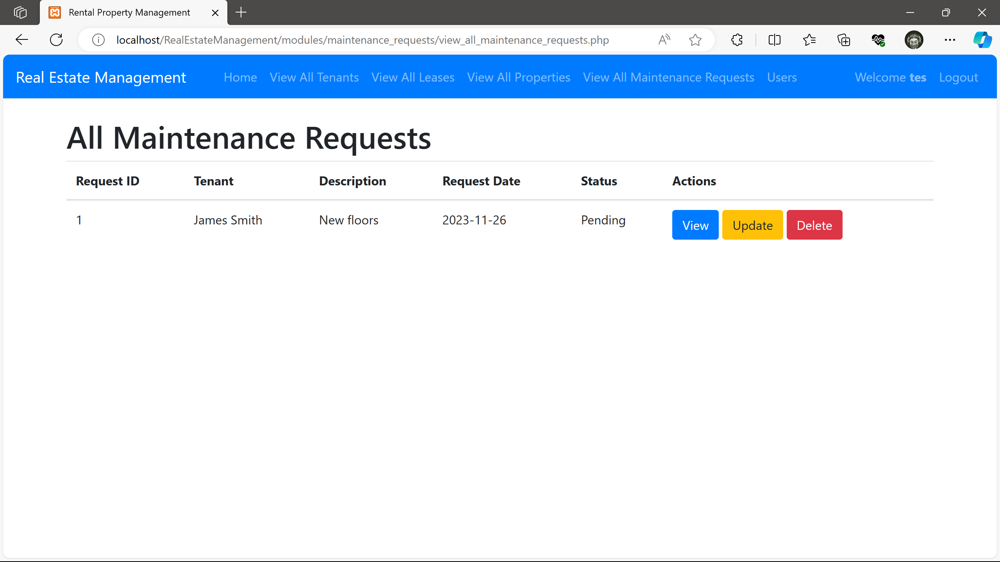 Rental Property Management
localhost/RealEstateManagement/modules/maintenance_requests/view_all_maintenance_requests.php
Real Estate Management Home View All Tenants View All Leases View All Properties View All Maintenance Requests Users Welcome tes Logout
All Maintenance Requests
Request ID Tenant Description Request Date Status Actions
1 James Smith New floors 2023-11-26 Pending View Update Delete